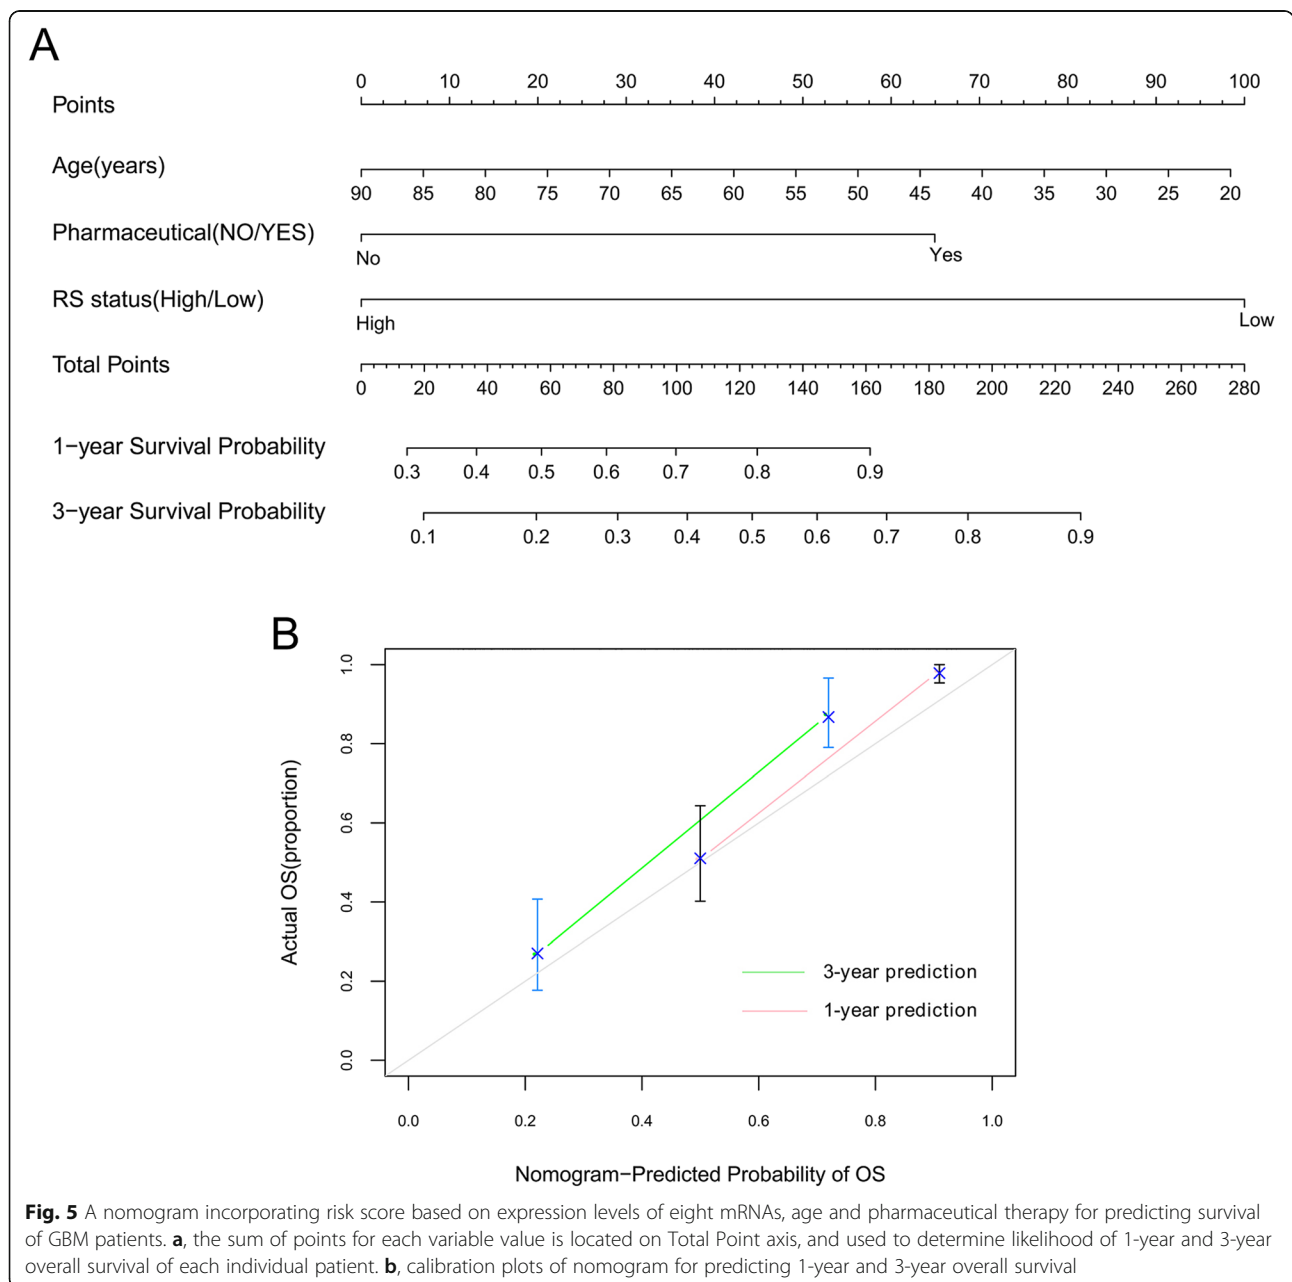 A
0 10 20 30 40 50 60 70 80 90 100
Points
Age(years)
90 85 80 75 70 65 60 55 50 45 40 35 30 25 20
Pharmaceutical(NO/YES)
No Yes
RS status(High/Low)
High Low
Total Points
0 20 40 60 80 100 120 140 160 180 200 220 240 260 280
1−year Survival Probability
0.3 0.4 0.5 0.6 0.7 0.8 0.9
3−year Survival Probability
0.1 0.2 0.3 0.4 0.5 0.6 0.7 0.8 0.9
B
Actual OS(proportion)
1.0
0.8
0.6
0.4
0.2
0.0
3-year prediction
1-year prediction
0.0 0.2 0.4 0.6 0.8 1.0
Nomogram−Predicted Probability of OS
Fig. 5 A nomogram incorporating risk score based on expression levels of eight mRNAs, age and pharmaceutical therapy for predicting survival
of GBM patients. a, the sum of points for each variable value is located on Total Point axis, and used to determine likelihood of 1-year and 3-year
overall survival of each individual patient. b, calibration plots of nomogram for predicting 1-year and 3-year overall survival